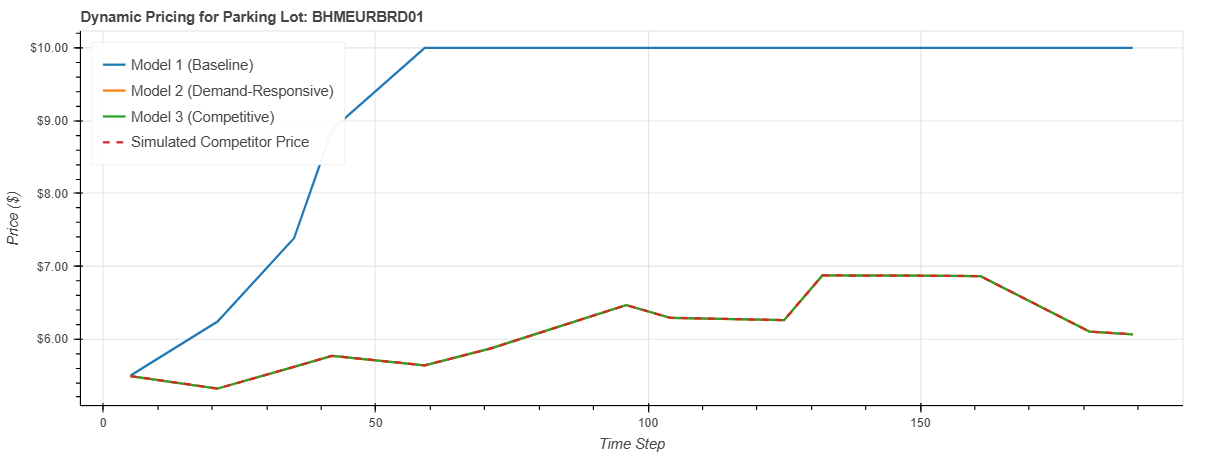 Dynamic Pricing for Parking Lot: BHMEURBRD01
$10.00
$9.00
$8.00
$7.00
$6.00
Price ($)
Model 1 (Baseline)
Model 2 (Demand-Responsive)
Model 3 (Competitive)
Simulated Competitor Price
0 50 100 150
Time Step